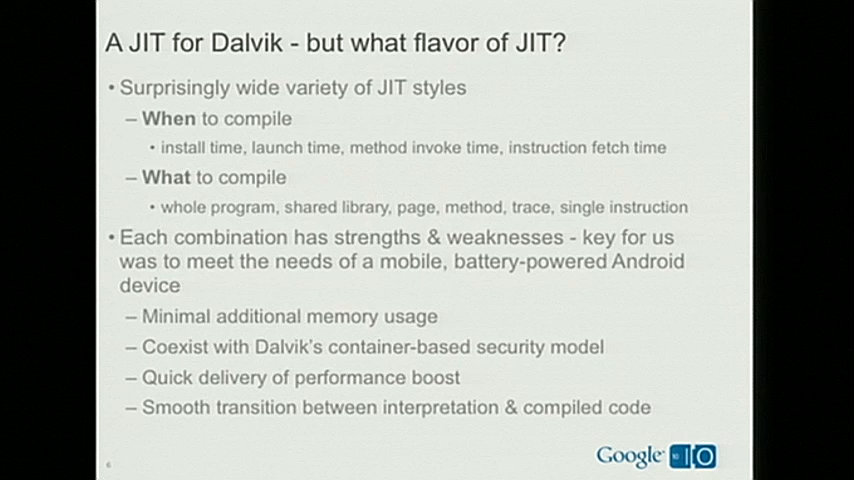 A JIT for Dalvik - but what flavor of JIT?
• Surprisingly wide variety of JIT styles
– When to compile
• install time, launch time, method invoke time, instruction fetch time
– What to compile
• whole program, shared library, page, method, trace, single instruction
• Each combination has strengths & weaknesses - key for us
was to meet the needs of a mobile, battery-powered Android
device
– Minimal additional memory usage
– Coexist with Dalvik's container-based security model
– Quick delivery of performance boost
– Smooth transition between interpretation & compiled code
6
Google 10 IO